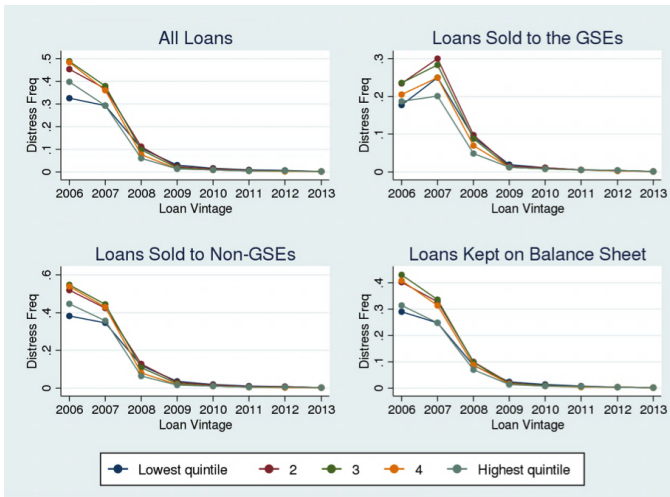 All Loans
Distress Freq
.5
.4
.3
.2
.1
0
2006 2007 2008 2009 2010 2011 2012 2013
Loan Vintage
Loans Sold to the GSEs
Distress Freq
.3
.2
.1
0
2006 2007 2008 2009 2010 2011 2012 2013
Loan Vintage
Loans Sold to Non-GSEs
Distress Freq
.6
.4
.2
0
2006 2007 2008 2009 2010 2011 2012 2013
Loan Vintage
Loans Kept on Balance Sheet
Distress Freq
.4
.3
.2
.1
0
2006 2007 2008 2009 2010 2011 2012 2013
Loan Vintage
Lowest quintile 2 3 4 Highest quintile